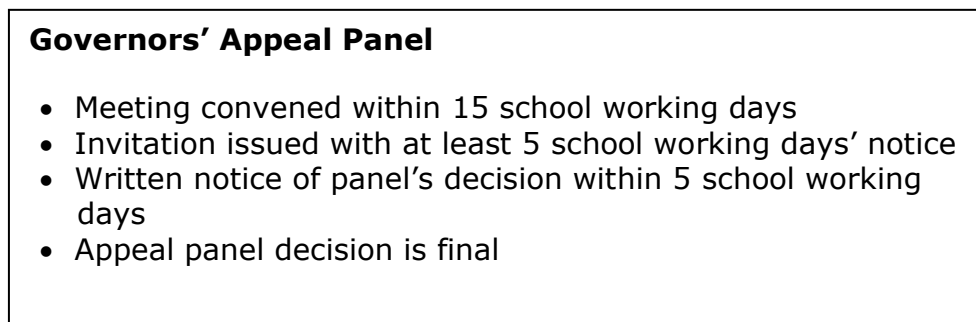 Governors’ Appeal Panel
• Meeting convened within 15 school working days
• Invitation issued with at least 5 school working days’ notice
• Written notice of panel’s decision within 5 school working
days
• Appeal panel decision is final